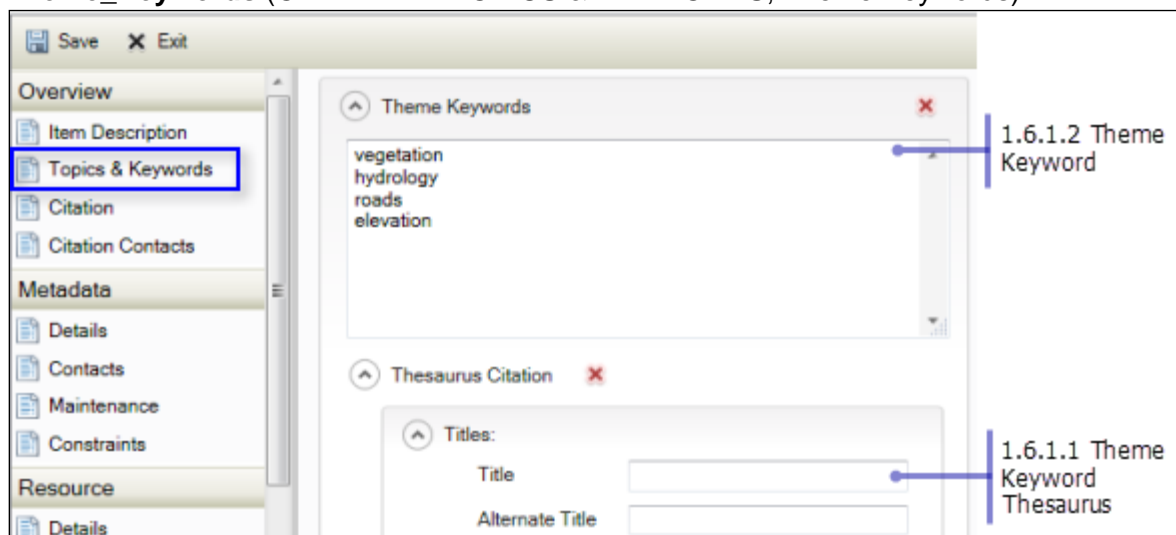 Save X Exit
Overview
Item Description
Topics & Keywords
Citation
Citation Contacts
Metadata
Details
Contacts
Maintenance
Constraints
Resource
Details
Theme Keywords
vegetation
hydrology
roads
elevation
Thesaurus Citation
Titles:
Title
Alternate Title
1.6.1.2 Theme
Keyword
1.6.1.1 Theme
Keyword
Thesaurus